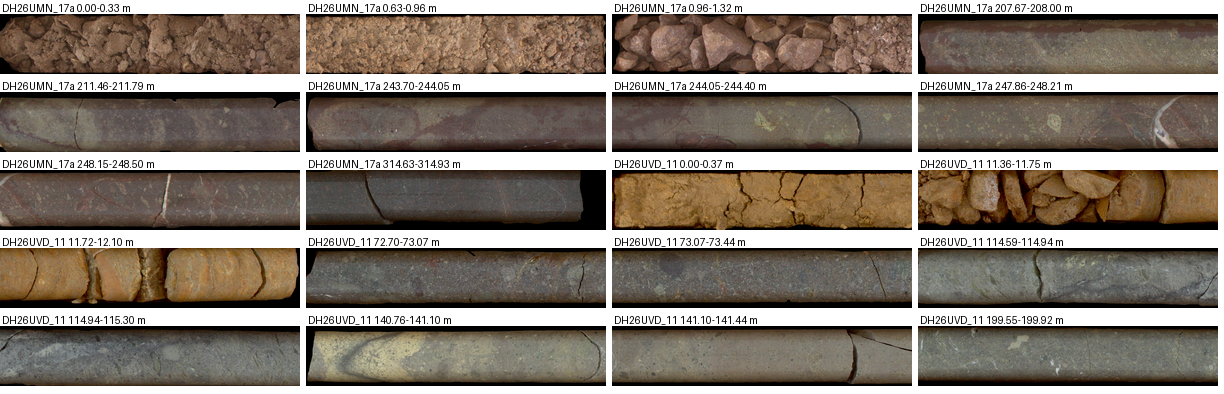 DH26UMN_17a 0.00-0.33 m
DH26UMN_17a 0.63-0.96 m
DH26UMN_17a 0.96-1.32 m
DH26UMN_17a 207.67-208.00 m
DH26UMN_17a 211.46-211.79 m
DH26UMN_17a 243.70-244.05 m
DH26UMN_17a 244.05-244.40 m
DH26UMN_17a 247.86-248.21 m
DH26UMN_17a 248.15-248.50 m
DH26UMN_17a 314.63-314.93 m
DH26UVD_11 0.00-0.37 m
DH26UVD_11 11.36-11.75 m
DH26UVD_11 11.72-12.10 m
DH26UVD_11 72.70-73.07 m
DH26UVD_11 73.07-73.44 m
DH26UVD_11 114.59-114.94 m
DH26UVD_11 114.94-115.30 m
DH26UVD_11 140.76-141.10 m
DH26UVD_11 141.10-141.44 m
DH26UVD_11 199.55-199.92 m